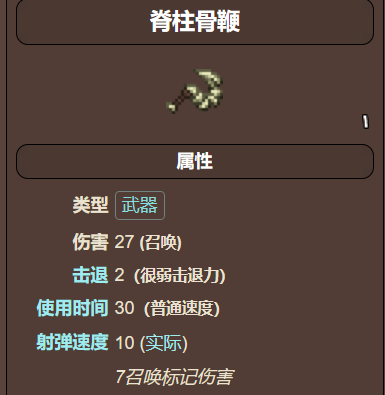 脊柱骨鞭
属性
类型 武器
伤害 27 (召唤)
击退 2 (很弱击退力)
使用时间 30 (普通速度)
射弹速度 10 (实际)
7召唤标记伤害